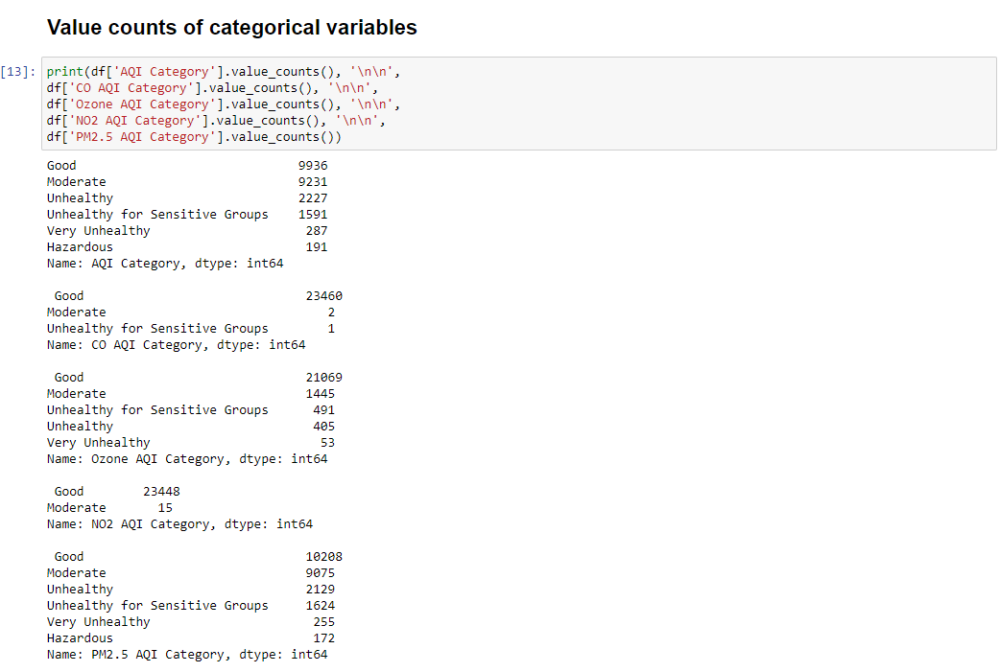 Value counts of categorical variables
[13]: print(df['AQI Category'].value_counts(), '\n\n',
df['CO AQI Category'].value_counts(), '\n\n',
df['Ozone AQI Category'].value_counts(), '\n\n',
df['NO2 AQI Category'].value_counts(), '\n\n',
df['PM2.5 AQI Category'].value_counts())
Good                              9936
Moderate                          9231
Unhealthy                         2227
Unhealthy for Sensitive Groups    1591
Very Unhealthy                     287
Hazardous                          191
Name: AQI Category, dtype: int64

 Good                              23460
Moderate                              2
Unhealthy for Sensitive Groups        1
Name: CO AQI Category, dtype: int64

 Good                              21069
Moderate                           1445
Unhealthy for Sensitive Groups      491
Unhealthy                           405
Very Unhealthy                       53
Name: Ozone AQI Category, dtype: int64

 Good        23448
Moderate       15
Name: NO2 AQI Category, dtype: int64

 Good                              10208
Moderate                           9075
Unhealthy                          2129
Unhealthy for Sensitive Groups     1624
Very Unhealthy                      255
Hazardous                           172
Name: PM2.5 AQI Category, dtype: int64